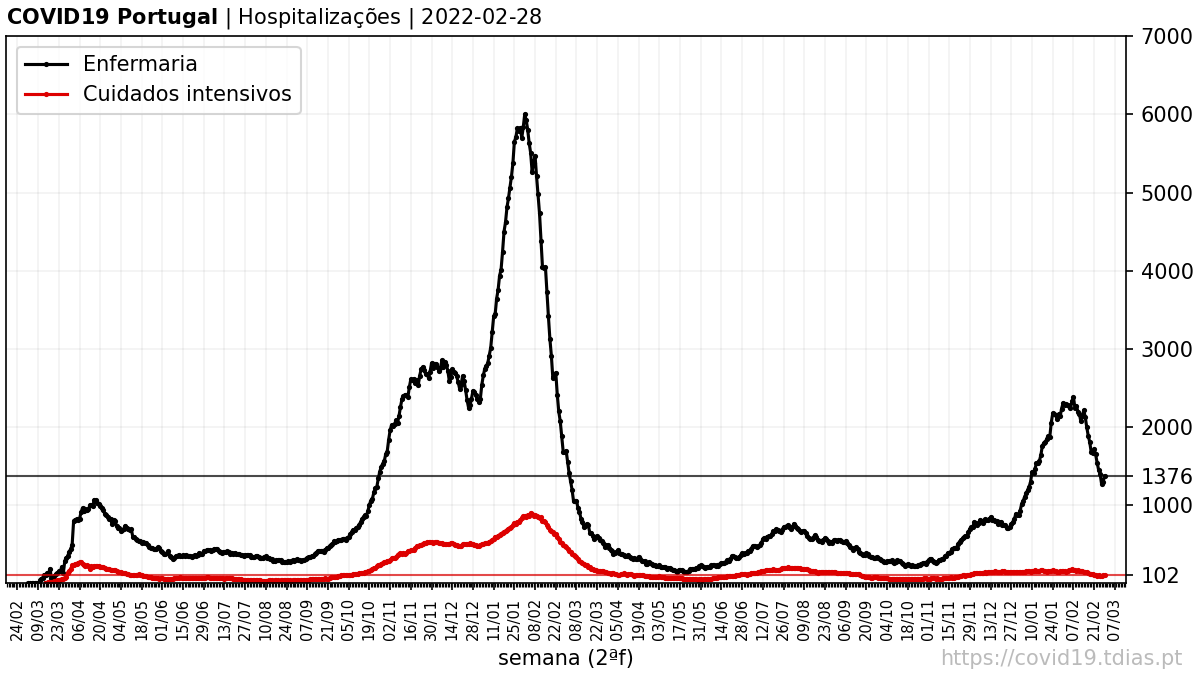 COVID19 Portugal | Hospitalizações | 2022-02-28
Enfermaria
Cuidados intensivos
7000
6000
5000
4000
3000
2000
1376
1000
102
24/02 09/03 23/03 06/04 20/04 04/05 18/05 01/06 15/06 29/06 13/07 27/07 10/08 24/08 07/09 21/09 05/10 19/10 02/11 16/11 30/11 14/12 28/12 11/01 25/01 08/02 22/02 08/03 22/03 05/04 19/04 03/05 17/05 31/05 14/06 28/06 12/07 26/07 09/08 23/08 06/09 20/09 04/10 18/10 01/11 15/11 29/11 13/12 27/12 10/01 24/01 07/02 21/02 07/03
semana (2ªf)
https://covid19.tdias.pt